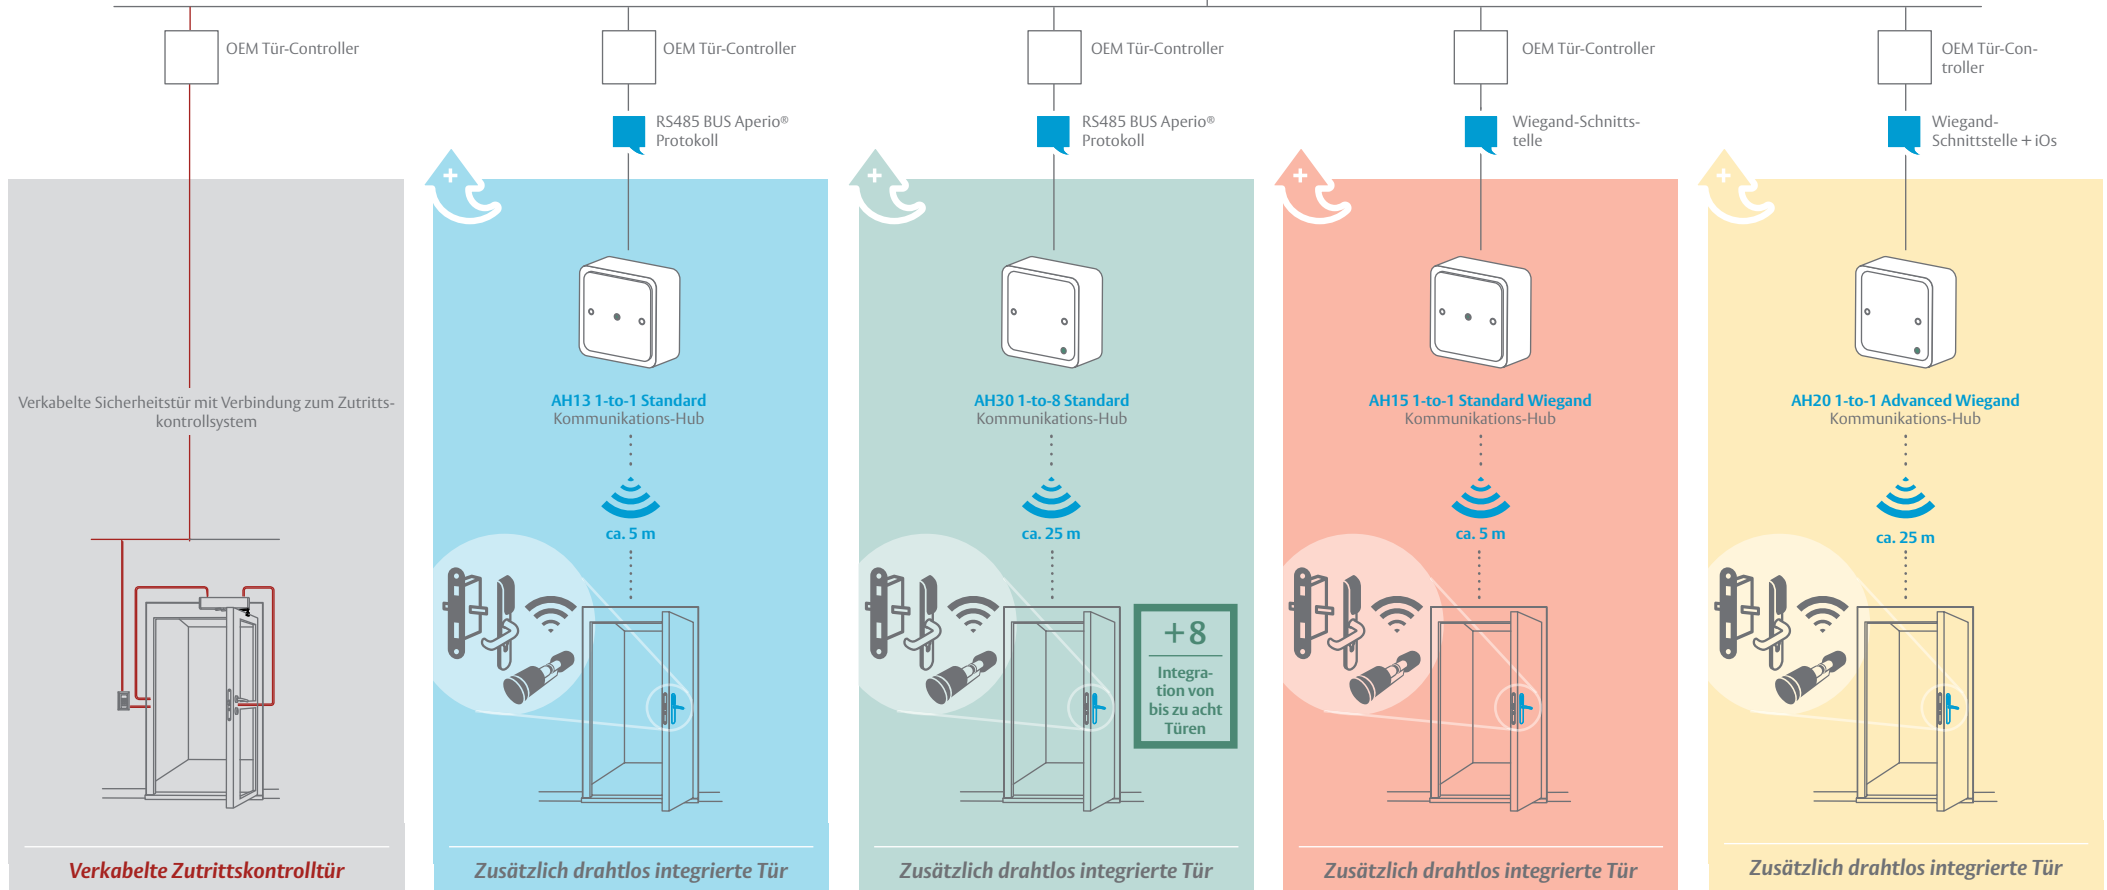 OEM Tür-Controller
Verkabelte Sicherheitstür mit Verbindung zum Zutritts-
kontrollsystem
Verkabelte Zutrittskontrolltür
OEM Tür-Controller
RS485 BUS Aperio®
Protokoll
+
AH13 1-to-1 Standard
Kommunikations-Hub
ca. 5 m
Zusätzlich drahtlos integrierte Tür
OEM Tür-Controller
RS485 BUS Aperio®
Protokoll
+
AH30 1-to-8 Standard
Kommunikations-Hub
ca. 25 m
+8
Integra-
tion von
bis zu acht
Türen
Zusätzlich drahtlos integrierte Tür
OEM Tür-Controller
Wiegand-Schnitts-
telle
+
AH15 1-to-1 Standard Wiegand
Kommunikations-Hub
ca. 5 m
Zusätzlich drahtlos integrierte Tür
OEM Tür-Con-
troller
Wiegand-
Schnittstelle + iOs
+
AH20 1-to-1 Advanced Wiegand
Kommunikations-Hub
ca. 25 m
Zusätzlich drahtlos integrierte Tür